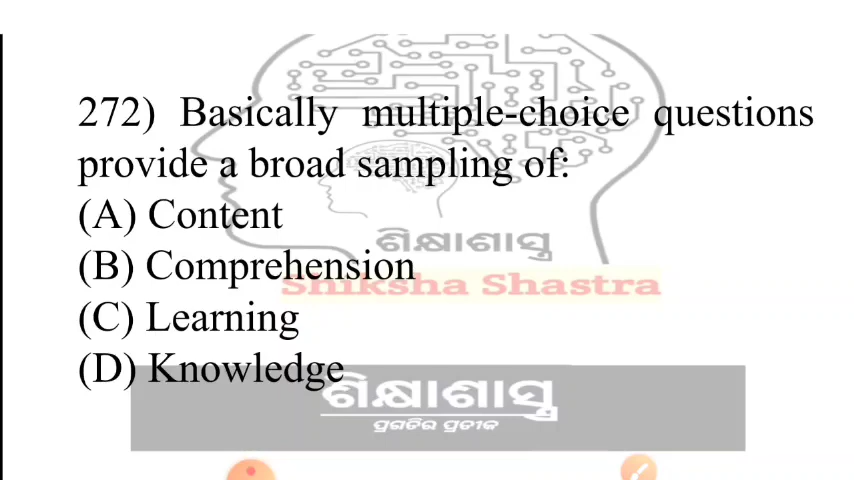 272) Basically multiple-choice questions
provide a broad sampling of:
(A) Content
ଶିକ୍ଷାଶାସ୍ତ୍ର
(B) Comprehension
Shiksha Shastra
(C) Learning
(D) Knowledge
ଶିକ୍ଷାଶାସ୍ତ୍ର
ପ୍ରଗତିର ପ୍ରତୀକ